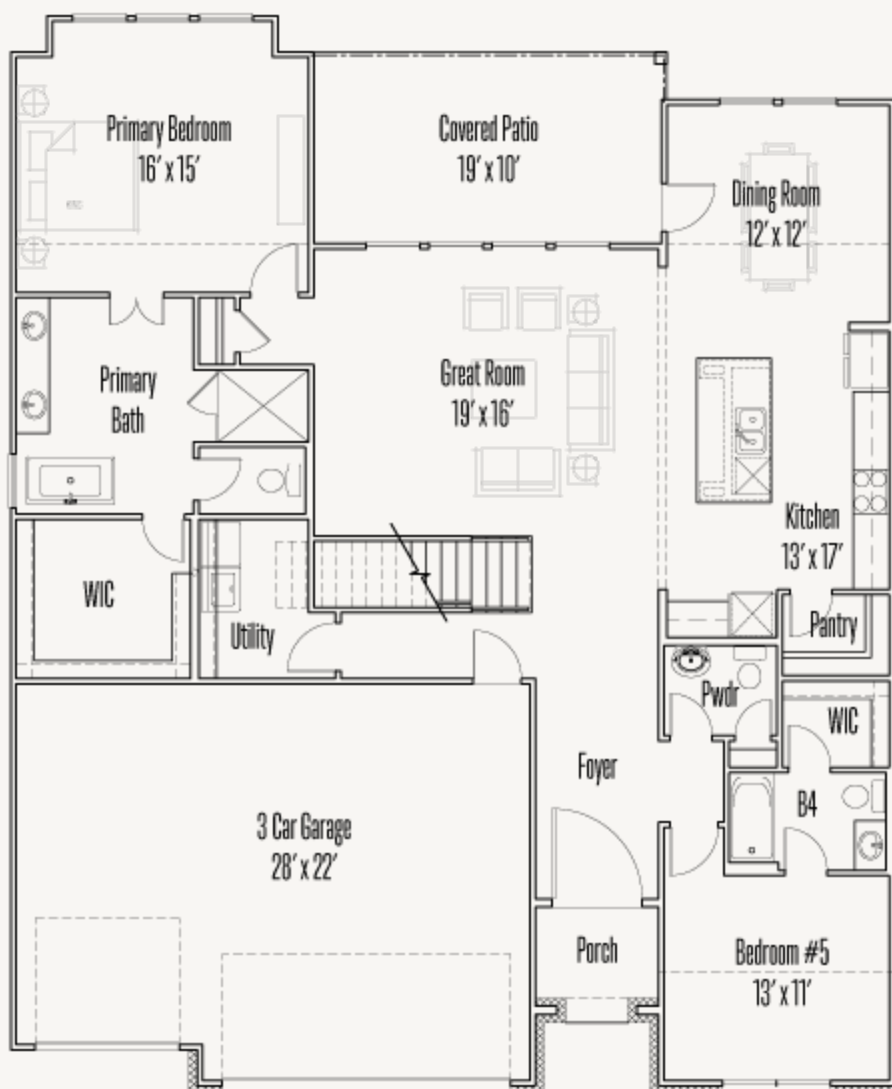 Primary Bedroom
16' x 15'
Covered Patio
19' x 10'
Dining Room
12' x 12'
Primary
Bath
Great Room
19' x 16'
Kitchen
13' x 17'
WIC
Utility
Pantry
Pwdr
WIC
Foyer
B4
3 Car Garage
28' x 22'
Porch
Bedroom #5
13' x 11'